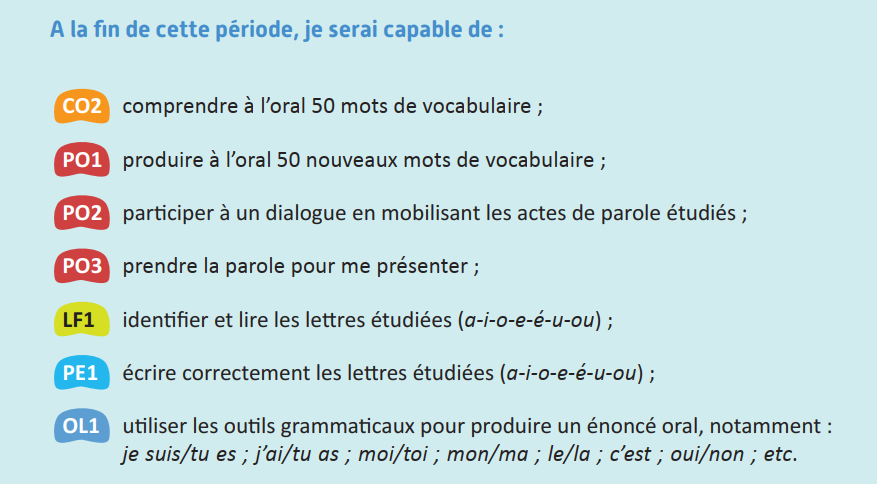 A la fin de cette période, je serai capable de :
CO2 comprendre à l'oral 50 mots de vocabulaire ;
PO1 produire à l'oral 50 nouveaux mots de vocabulaire ;
PO2 participer à un dialogue en mobilisant les actes de parole étudiés ;
PO3 prendre la parole pour me présenter ;
LF1 identifier et lire les lettres étudiées (a-i-o-e-é-u-ou) ;
PE1 écrire correctement les lettres étudiées (a-i-o-e-é-u-ou) ;
OL1 utiliser les outils grammaticaux pour produire un énoncé oral, notamment :
je suis/tu es ; j'ai/tu as ; moi/toi ; mon/ma ; le/la ; c'est ; oui/non ; etc.